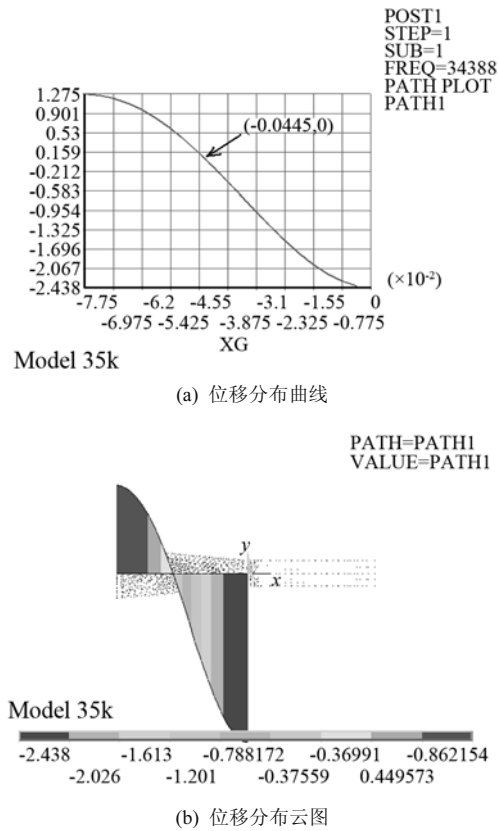 POST1
STEP=1
SUB=1
FREQ=34388
PATH PLOT
PATH1
1.275
0.901
0.53
0.159
-0.212
-0.583
-0.954
-1.325
-1.696
-2.067
-2.438
(-0.0445,0)
-7.75 -6.2 -4.55 -3.1 -1.55 0
(×10-2)
-6.975 -5.425 -3.875 -2.325 -0.775
XG
Model 35k
(a) 位移分布曲线
PATH=PATH1
VALUE=PATH1
y
x
Model 35k
-2.438 -1.613 -0.788172 -0.36991 -0.862154
-2.026 -1.201 -0.37559 0.449573
(b) 位移分布云图